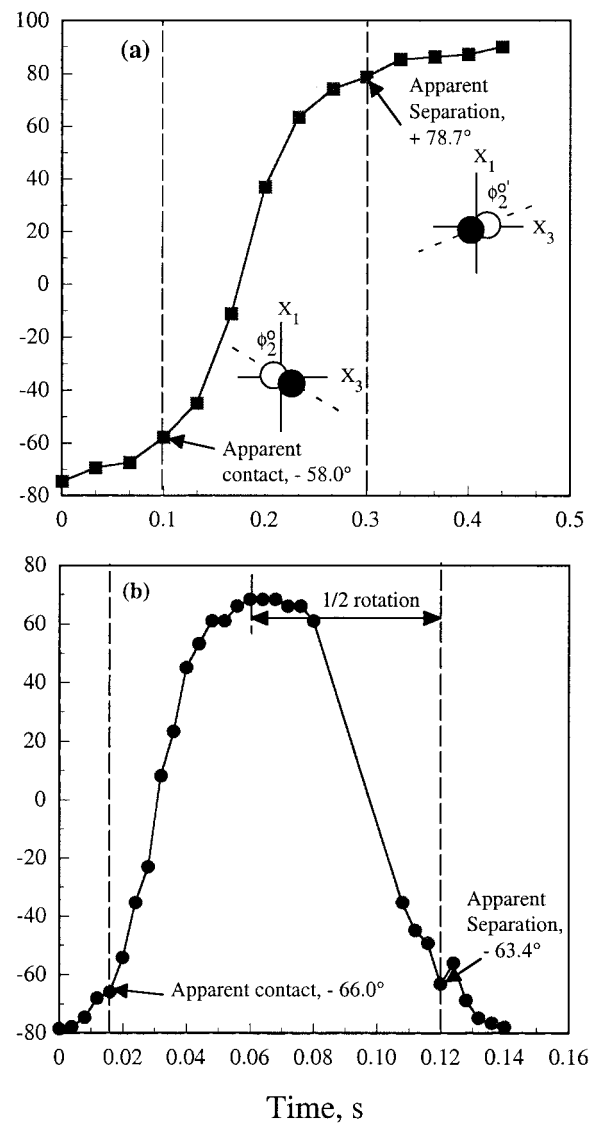 100
(a)
80
Apparent
Separation,
+ 78.7°
60
X1
40
ϕ2o'
20
X3
0
X1
-20
ϕ2o
-40
X3
-60
Apparent
contact, - 58.0°
-80
0 0.1 0.2 0.3 0.4 0.5
80
(b)
1/2 rotation
60
40
20
0
-20
-40
Apparent
Separation,
- 63.4°
-60
Apparent contact, - 66.0°
-80
0 0.02 0.04 0.06 0.08 0.10 0.12 0.14 0.16
Time, s